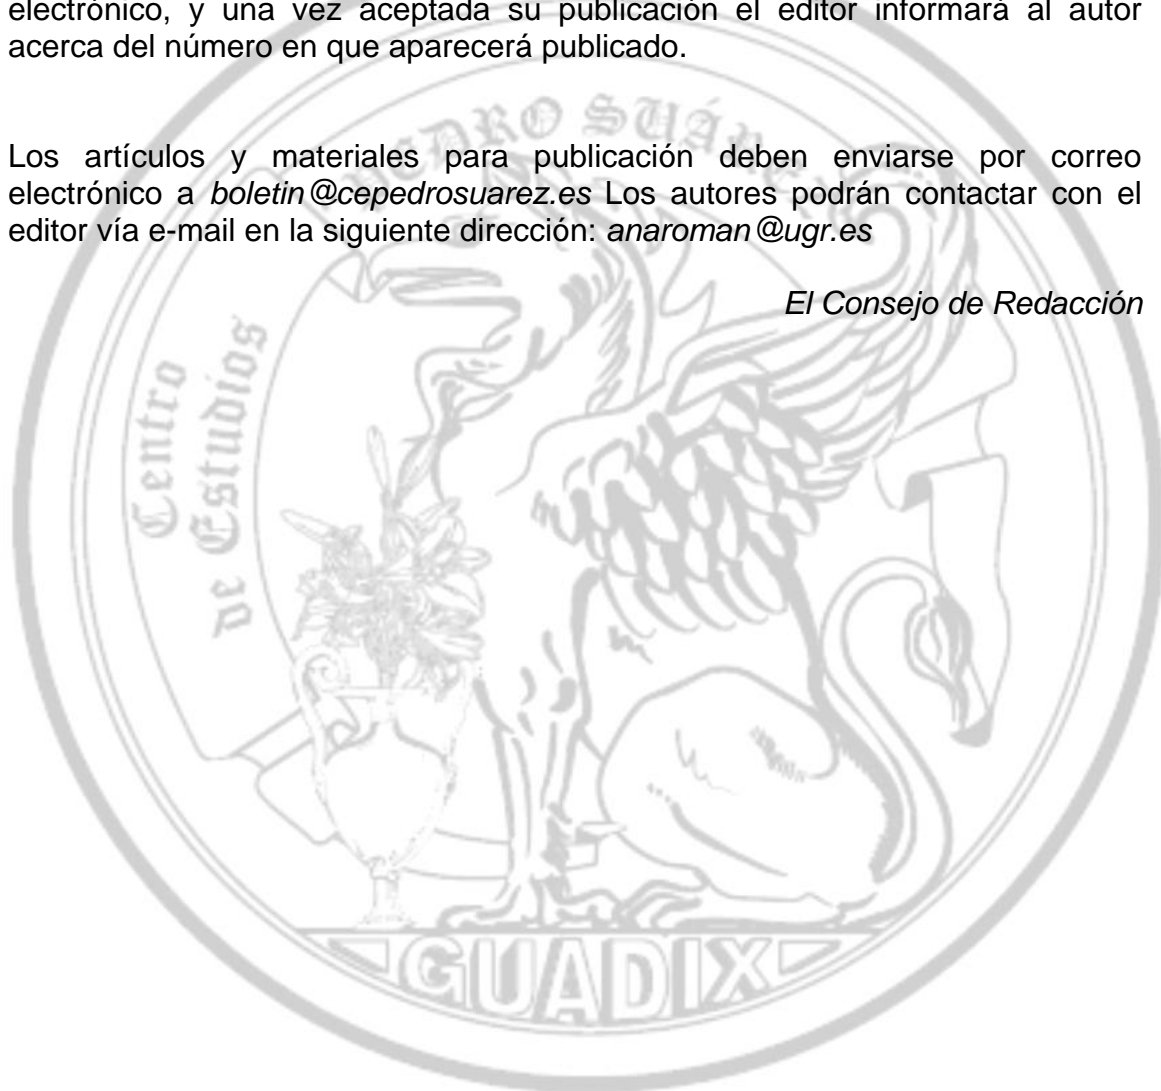 electrónico, y una vez aceptada su publicación el editor informará al autor
acerca del número en que aparecerá publicado.
Los artículos y materiales para publicación deben enviarse por correo
electrónico a boletin@cepedrosuarez.es Los autores podrán contactar con el
editor vía e-mail en la siguiente dirección: anaroman@ugr.es
El Consejo de Redacción
Centro
de Estudios
PEDRO SUÁREZ
GUADIX